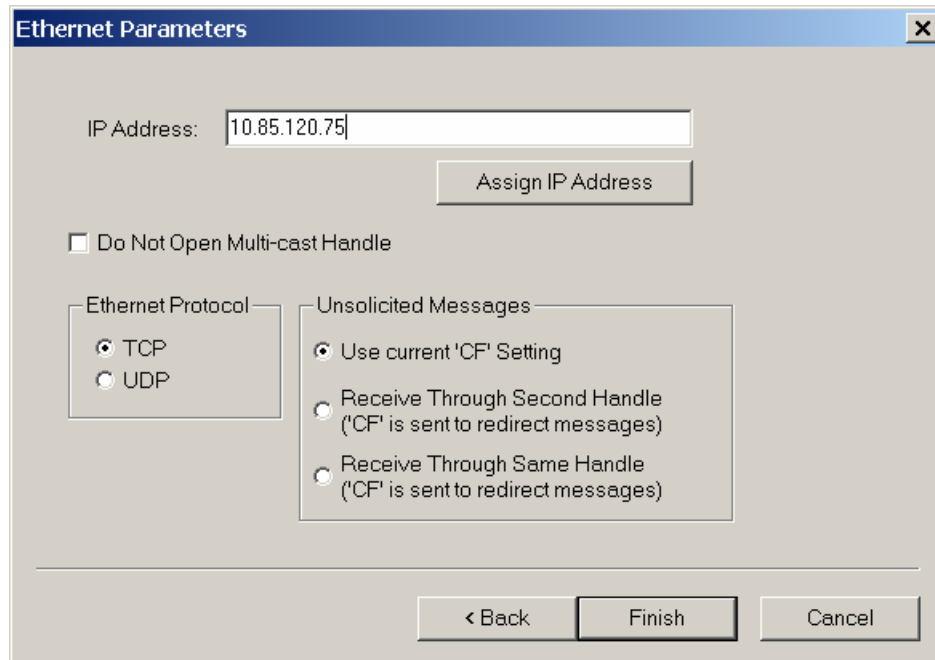 Ethernet Parameters
IP Address: 10.85.120.75
Assign IP Address
Do Not Open Multi-cast Handle
Ethernet Protocol
TCP
UDP
Unsolicited Messages
Use current 'CF' Setting
Receive Through Second Handle
('CF' is sent to redirect messages)
Receive Through Same Handle
('CF' is sent to redirect messages)
< Back Finish Cancel